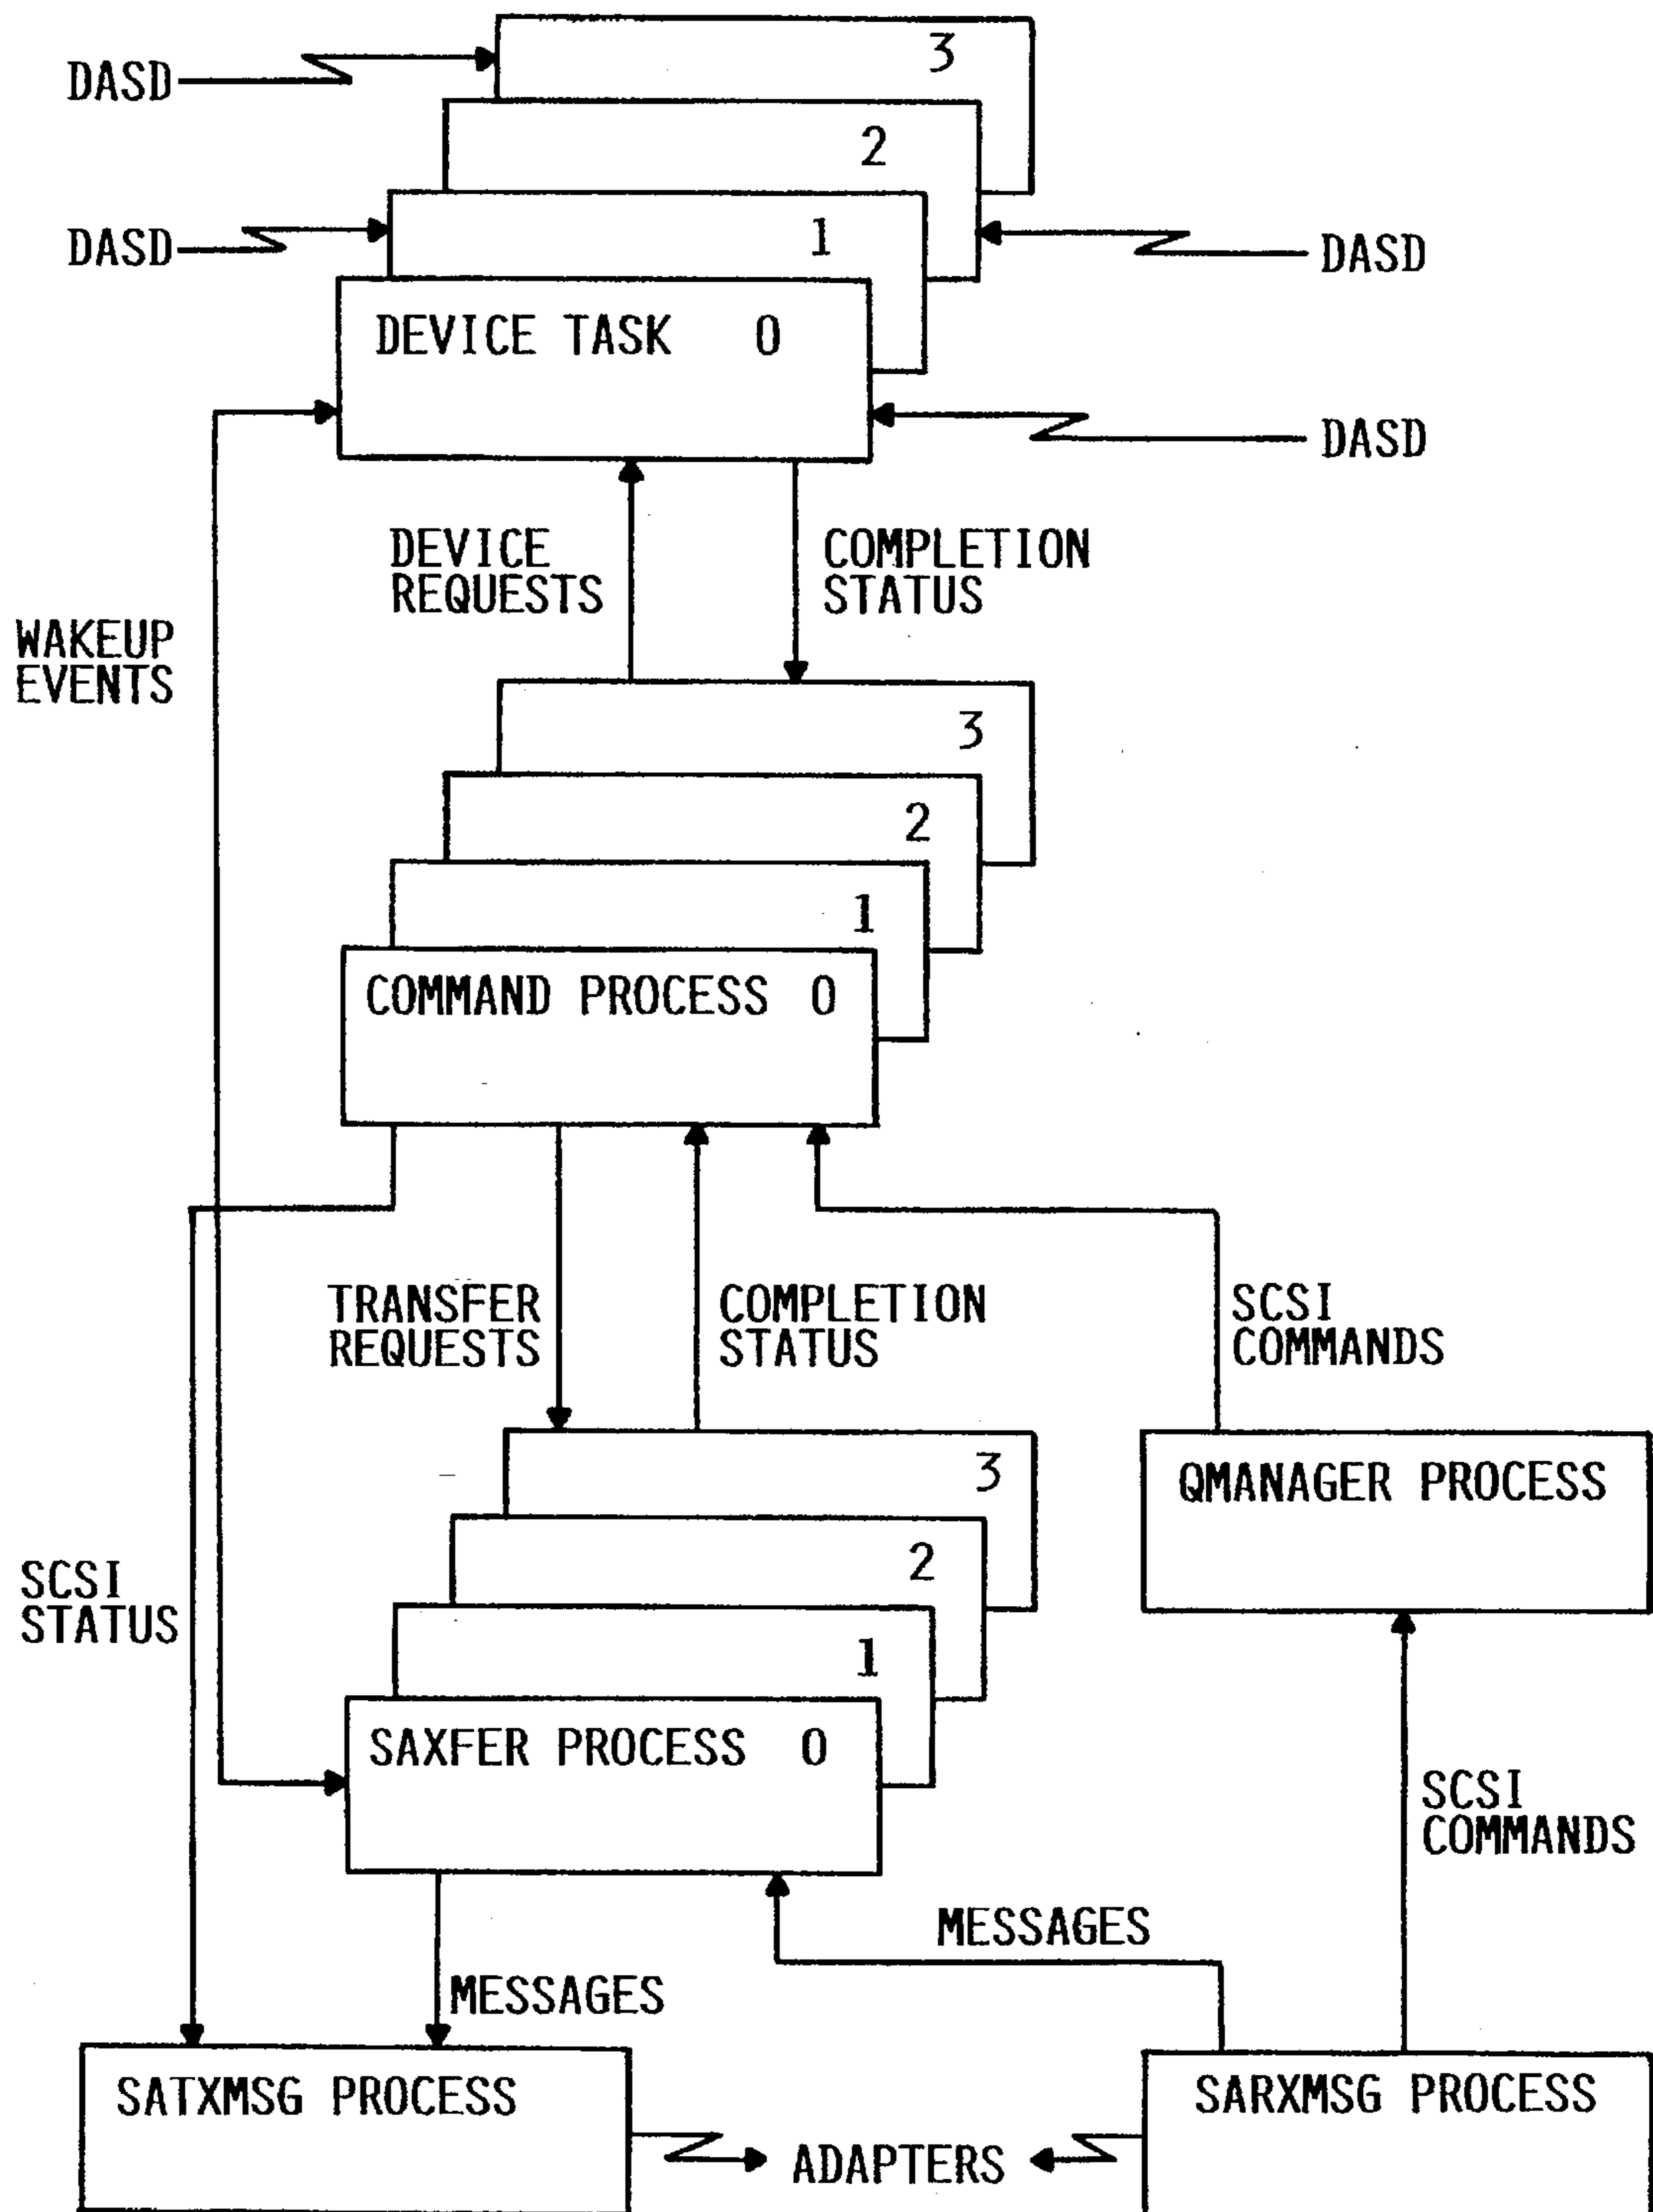 3
DASD
2
1
DASD
DASD
DEVICE TASK 0
DASD
DEVICE
REQUESTS
COMPLETION
STATUS
WAKEUP
EVENTS
3
2
1
COMMAND PROCESS 0
TRANSFER
REQUESTS
COMPLETION
STATUS
SCSI
COMMANDS
3
QMANAGER PROCESS
2
SCSI
STATUS
1
SAXFER PROCESS 0
SCSI
COMMANDS
MESSAGES
MESSAGES
SATXMSG PROCESS
SARXMSG PROCESS
ADAPTERS